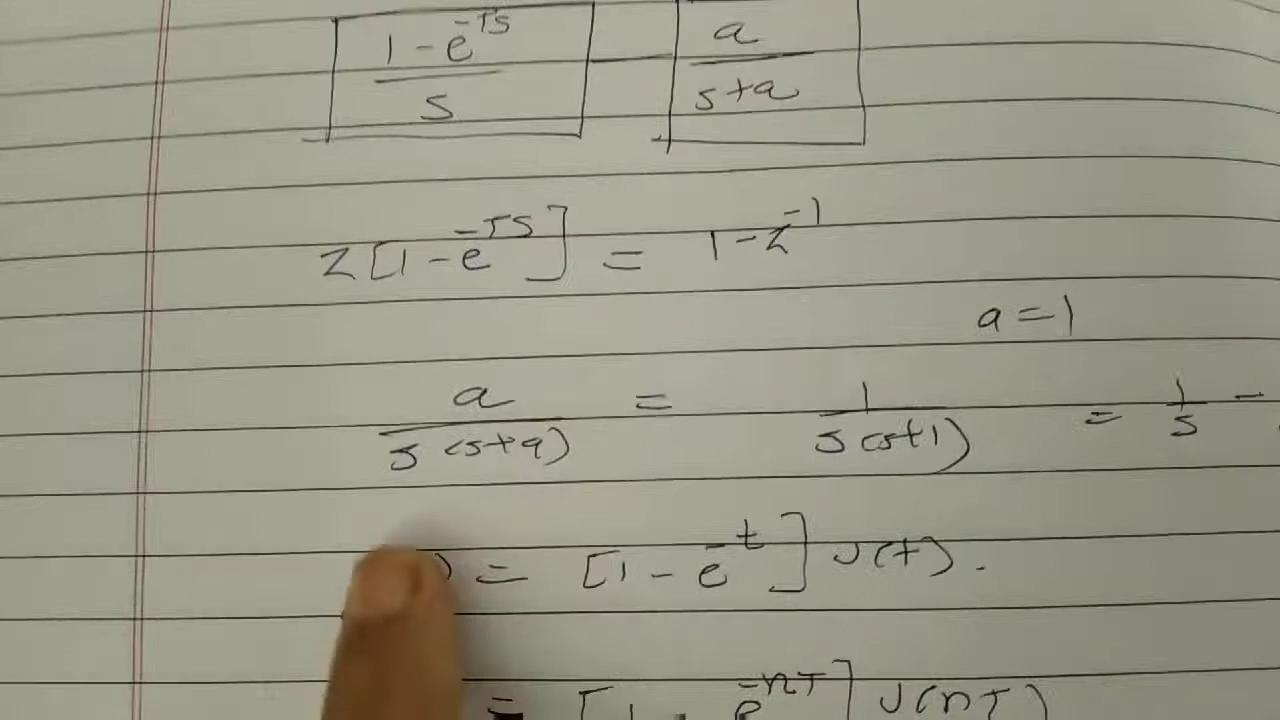 1 - e^{-Ts} / s   a / s+a
Z[1 - e^{-Ts}] = 1 - z^{-1}
a = 1
a / s(s+a) = 1 / s(s+1) = 1/s -
) = [1 - e^{-t}] u(t).
= [1 - e^{-nT}] u(nT)